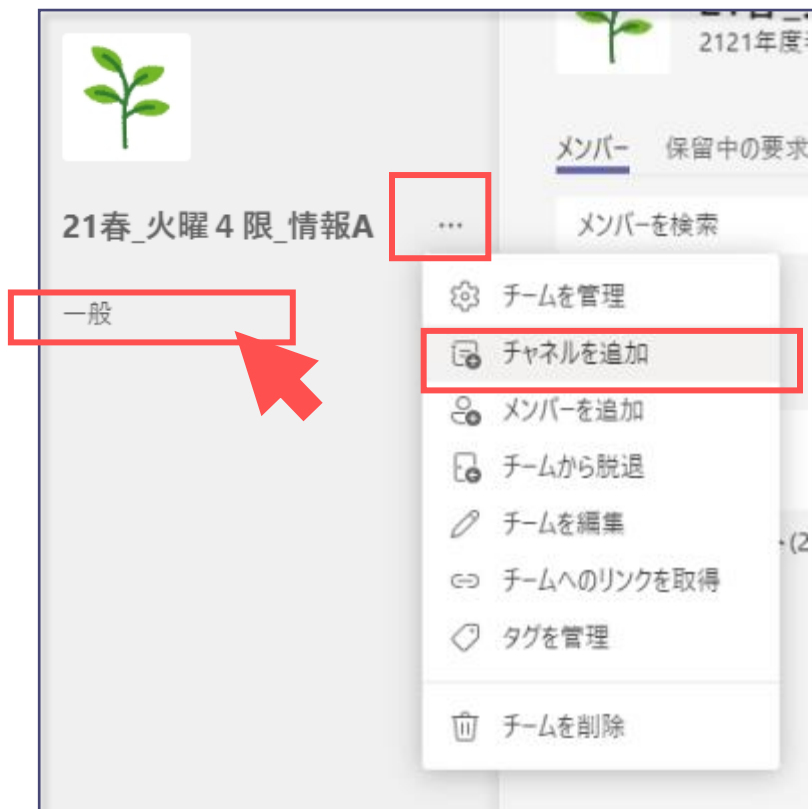 2121年度
メンバー 保留中の要求
21春_火曜４限_情報A
…
メンバーを検索
一般
チームを管理
チャネルを追加
メンバーを追加
チームから脱退
チームを編集
(2
チームへのリンクを取得
タグを管理
チームを削除